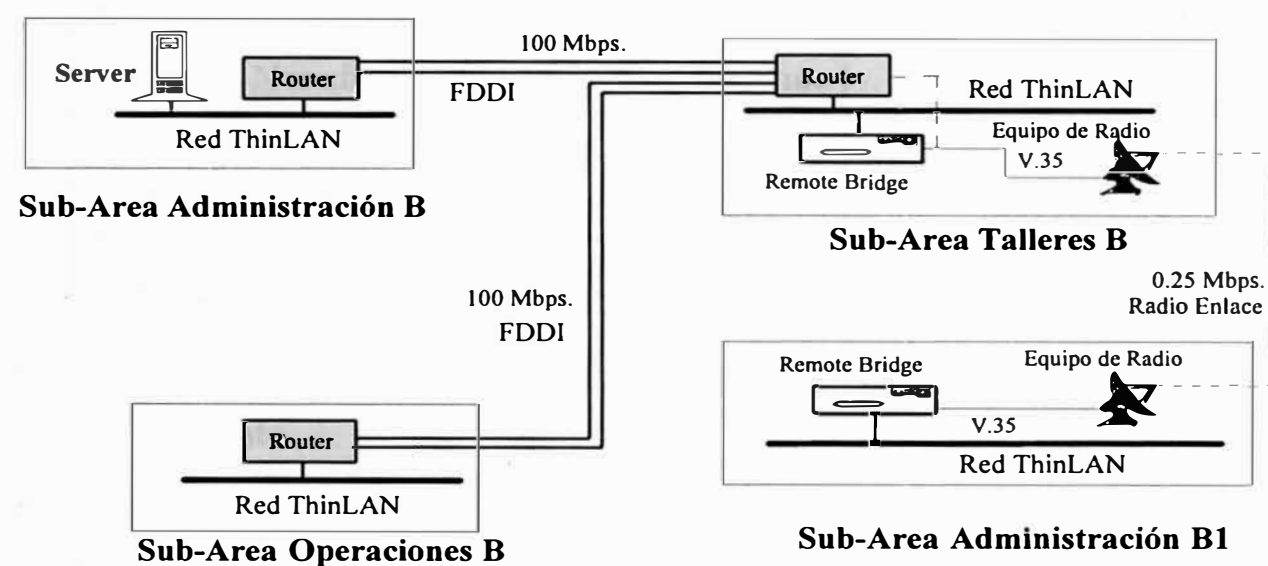 Server
Router
Red ThinLAN
Sub-Area Administración B
100 Mbps.
FDDI
Router
Red ThinLAN
Equipo de Radio
V.35
Remote Bridge
Sub-Area Talleres B
100 Mbps.
FDDI
0.25 Mbps.
Radio Enlace
Router
Red ThinLAN
Sub-Area Operaciones B
Remote Bridge
Equipo de Radio
V.35
Red ThinLAN
Sub-Area Administración B1